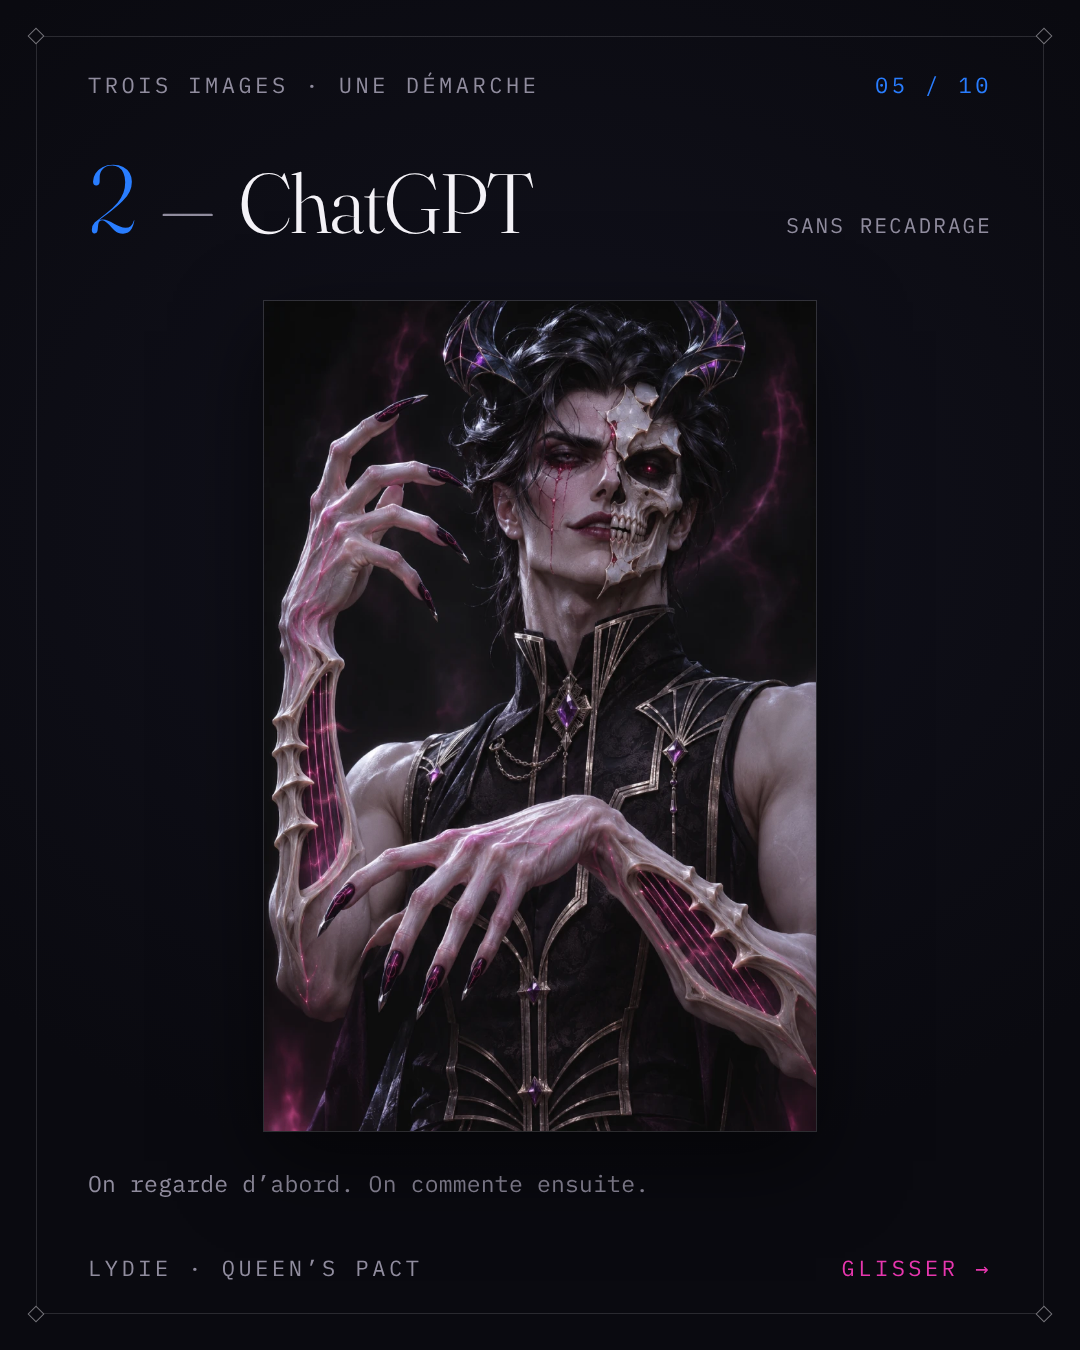 TROIS IMAGES · UNE DÉMARCHE
05 / 10
2 — ChatGPT
SANS RECADRAGE
On regarde d’abord. On commente ensuite.
LYDIE · QUEEN’S PACT
GLISSER →